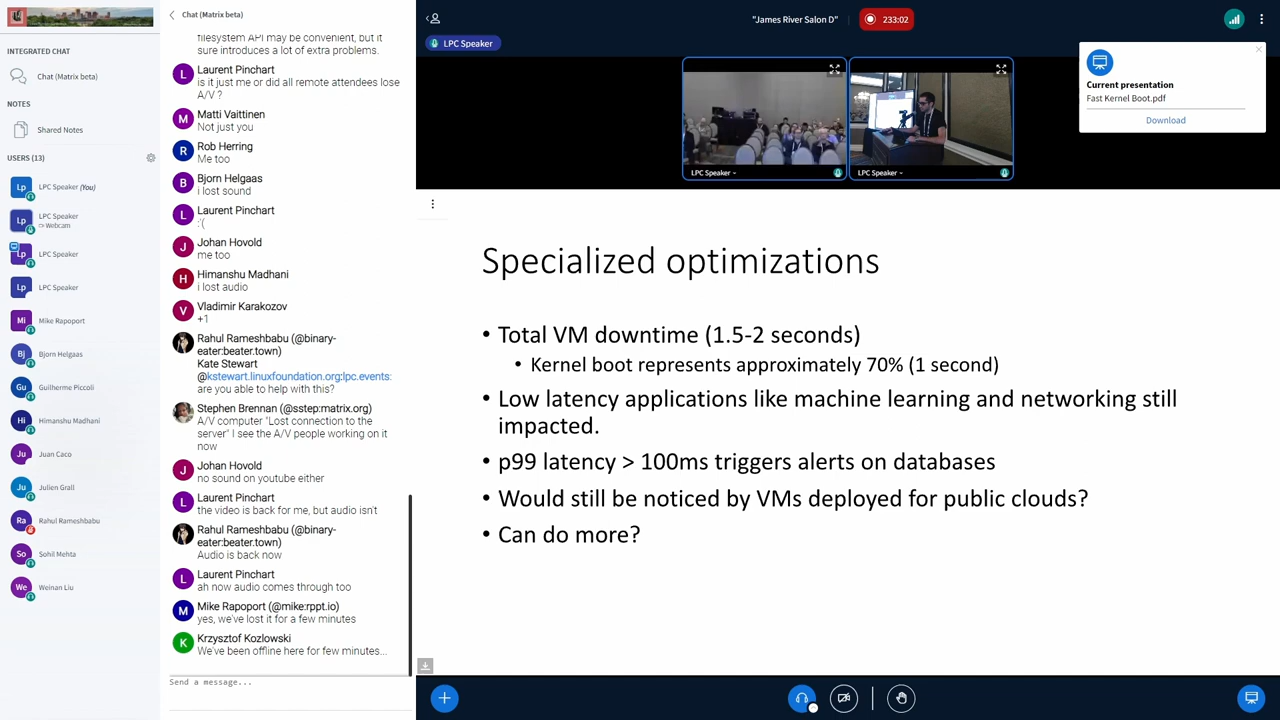 INTEGRATED CHAT
Chat (Matrix beta)
NOTES
Shared Notes
USERS (13)
Lp LPC Speaker (You)
Lp LPC Speaker
Webcam
Lp LPC Speaker
Lp LPC Speaker
Mi Mike Rapoport
Bj Bjorn Helgaas
Gu Guilherme Piccoli
Hi Himanshu Madhani
Ju Juan Caco
Ju Julien Grall
Ra Rahul Rameshbabu
So Sohil Mehta
We Weinan Liu
Chat (Matrix beta)
filesystem API may be convenient, but it
sure introduces a lot of extra problems.
L Laurent Pinchart
is it just me or did all remote attendees lose
A/V ?
M Matti Vaittinen
Not just you
R Rob Herring
Me too
B Bjorn Helgaas
i lost sound
L Laurent Pinchart
:'(
J Johan Hovold
me too
H Himanshu Madhani
i lost audio
V Vladimir Karakozov
+1
Rahul Rameshbabu (@binary-
eater:beater.town)
Kate Stewart
@kstewart.linuxfoundation.org:lpc.events:
are you able to help with this?
Stephen Brennan (@sstep:matrix.org)
A/V computer "Lost connection to the
server" I see the A/V people working on it
now
J Johan Hovold
no sound on youtube either
L Laurent Pinchart
the video is back for me, but audio isn't
Rahul Rameshbabu (@binary-
eater:beater.town)
Audio is back now
L Laurent Pinchart
ah now audio comes through too
M Mike Rapoport (@mike:rppt.io)
yes, we've lost it for a few minutes
K Krzysztof Kozlowski
We've been offline here for few minutes...
Send a message...
"James River Salon D"
233:02
LPC Speaker
LPC Speaker
LPC Speaker
Current presentation
Fast Kernel Boot.pdf
Download
Specialized optimizations
• Total VM downtime (1.5-2 seconds)
• Kernel boot represents approximately 70% (1 second)
• Low latency applications like machine learning and networking still
impacted.
• p99 latency > 100ms triggers alerts on databases
• Would still be noticed by VMs deployed for public clouds?
• Can do more?